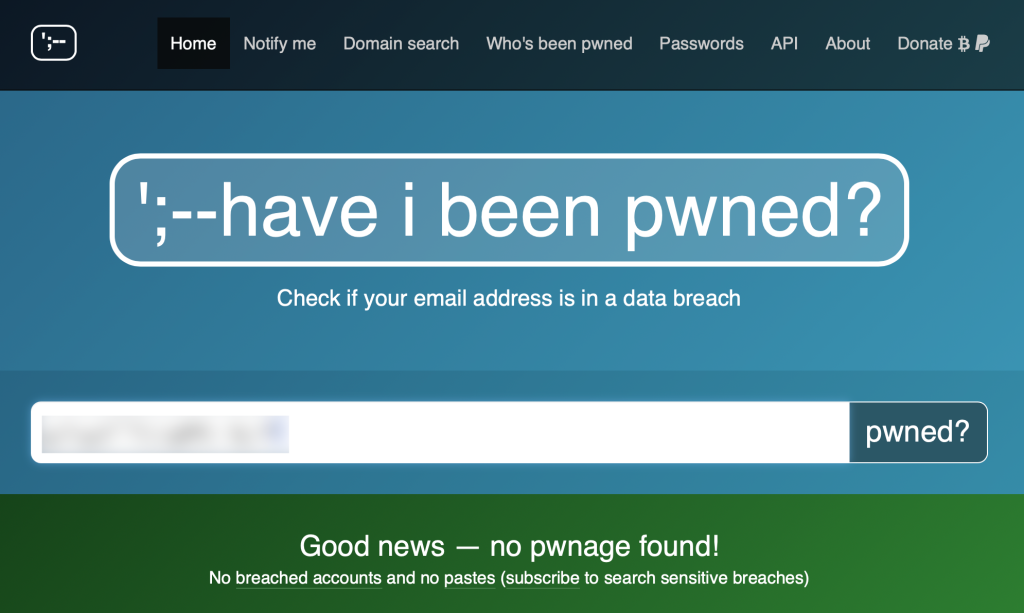 ';--
Home Notify me Domain search Who's been pwned Passwords API About Donate
';--have i been pwned?
Check if your email address is in a data breach
pwned?
Good news — no pwnage found!
No breached accounts and no pastes (subscribe to search sensitive breaches)